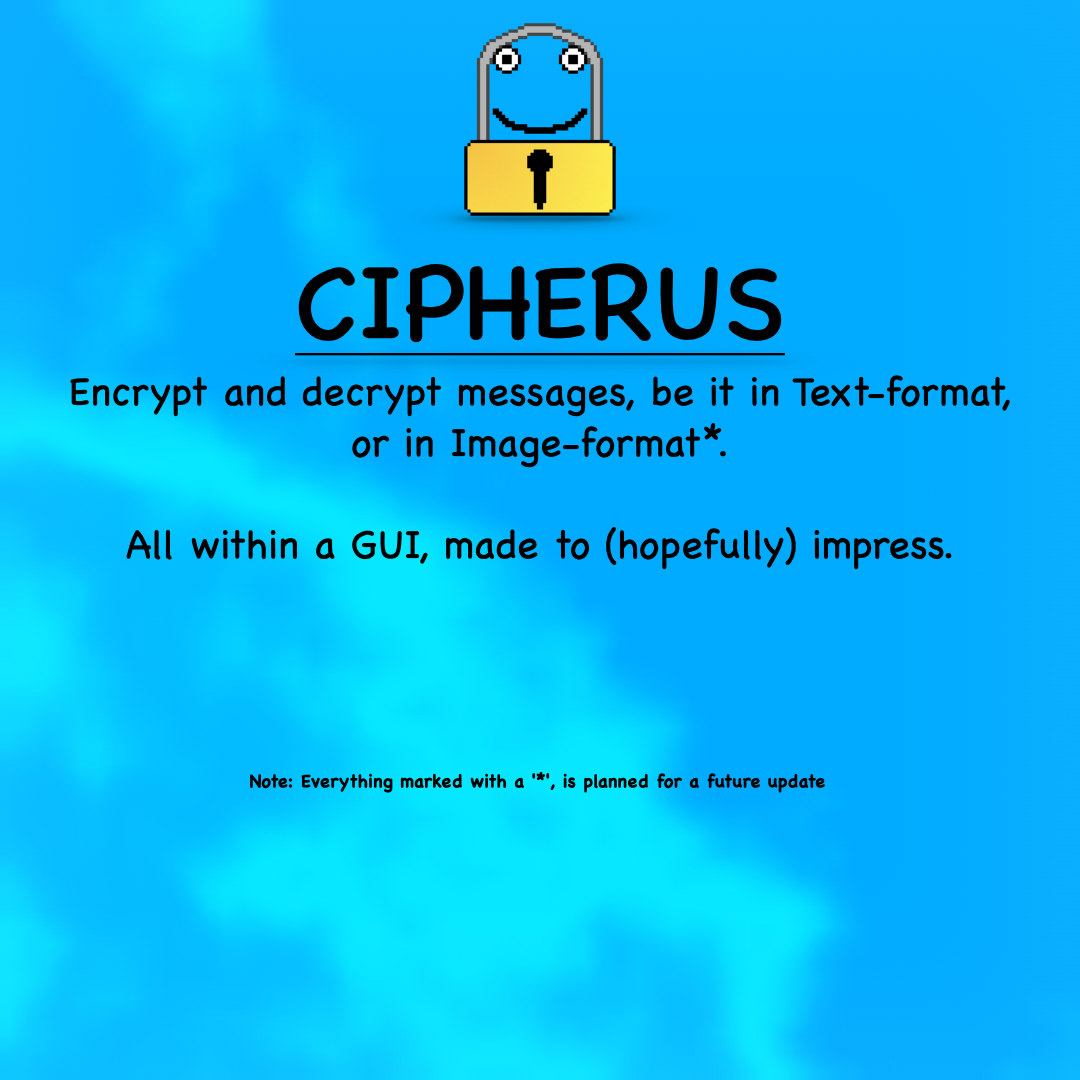 CIPHERUS
Encrypt and decrypt messages, be it in Text-format,
or in Image-format*.
All within a GUI, made to (hopefully) impress.
Note: Everything marked with a '*', is planned for a future update